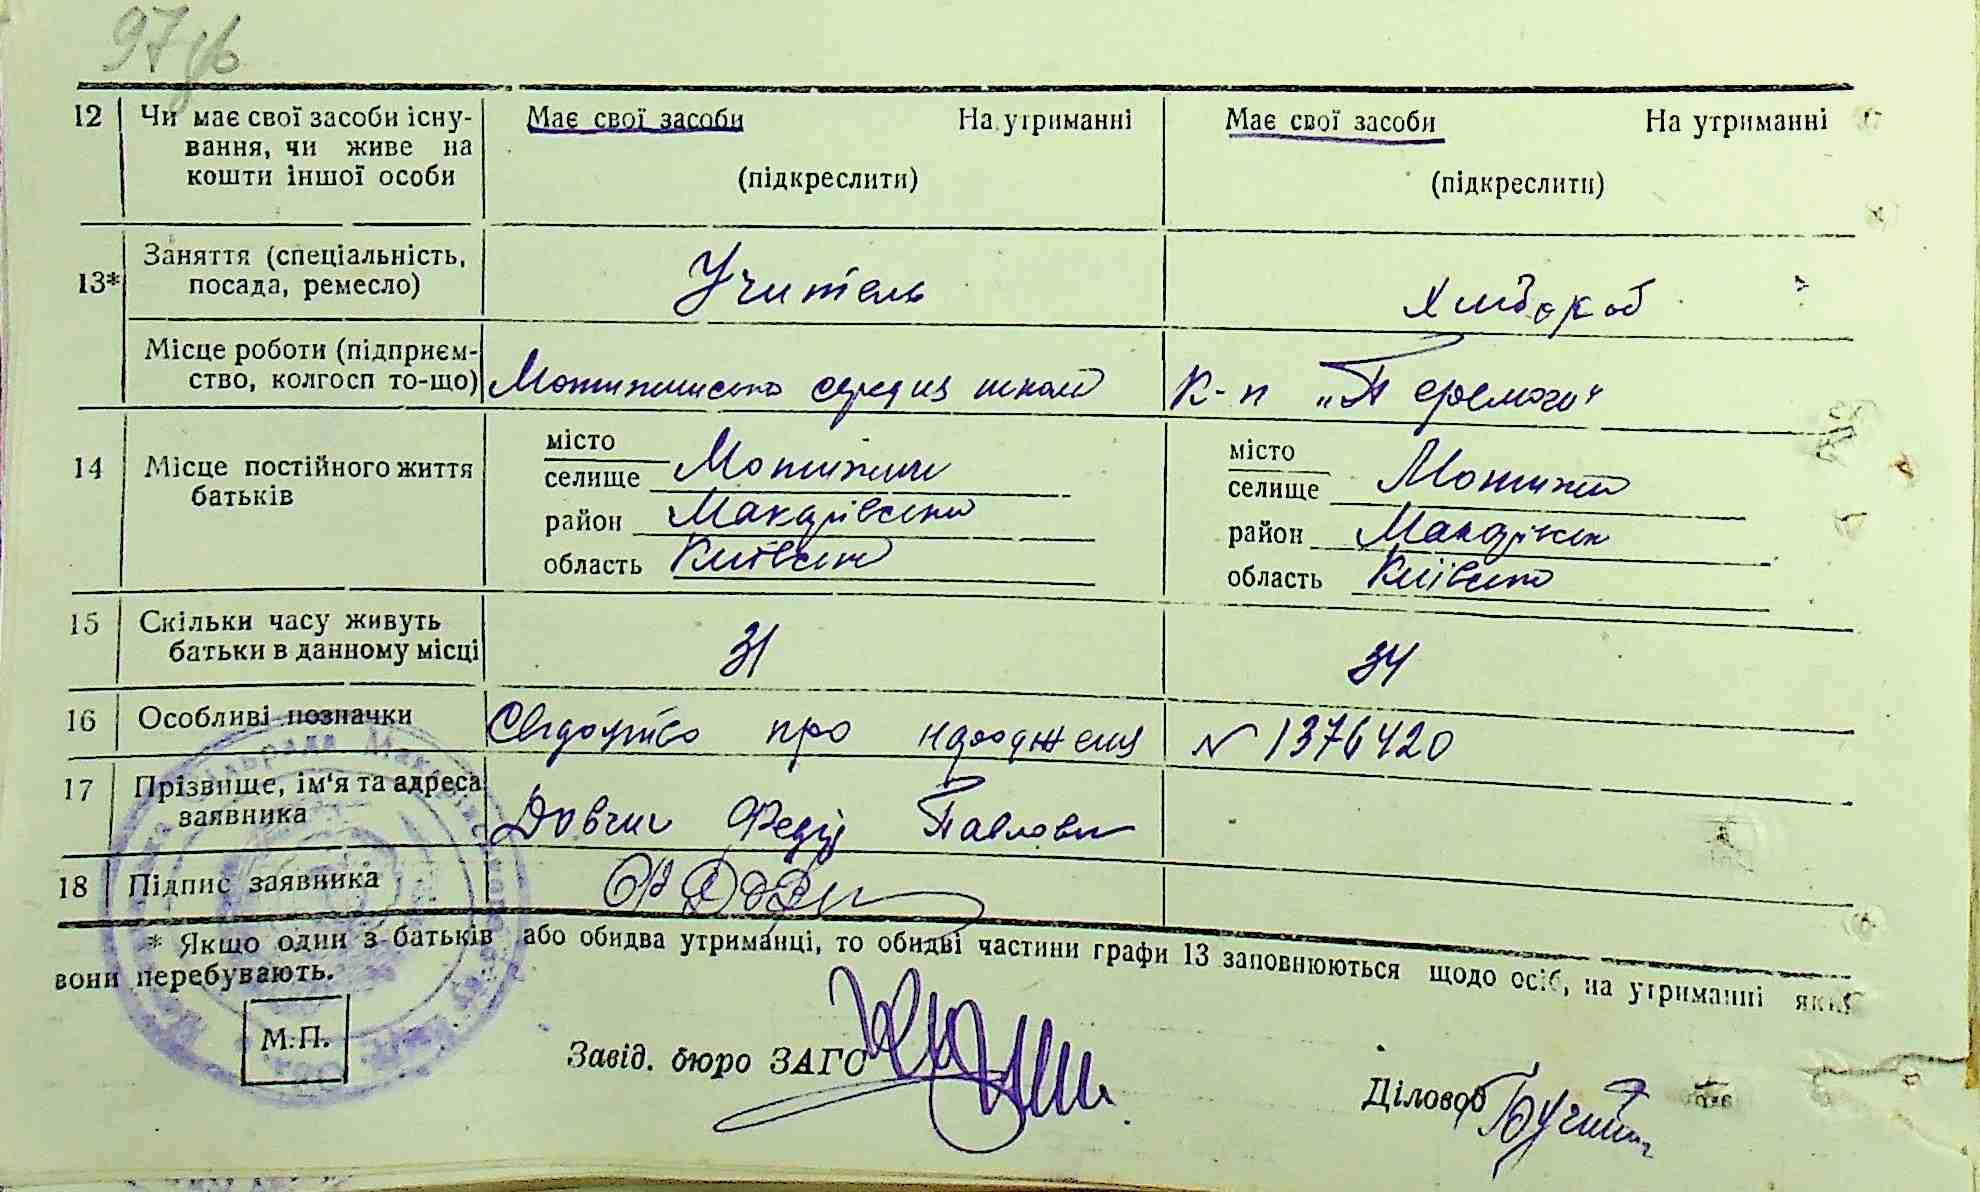 97
12 Чи має свої засоби існу- Має свої засоби На утриманні Має свої засоби На утриманні
вання, чи живе на
кошти іншої особи (підкреслити) (підкреслити)
13* Заняття (спеціальність,
посада, ремесло) Учитель Хлібороб
Місце роботи (підприєм-
ство, колгосп то-що) Мотижинська середня школа К-п „Перемога"
14 Місце постійного життя
батьків
місто місто
селище Мотижин селище Мотижин
район Макарівський район Макарівськ
область Київська область Київська
15 Скільки часу живуть
батьки в данному місці 31 34
16 Особливі позначки Свідоцтво про народження № 1376420
17 Прізвище, ім'я та адреса
заявника Довгий Федір Павлович
18 Підпис заявника
* Якщо один з батьків або обидва утриманці, то обидві частини графи 13 заповнюються щодо осіб, на утриманні яких
вони перебувають.
М.П.
Завід. бюро ЗАГС
Діловод